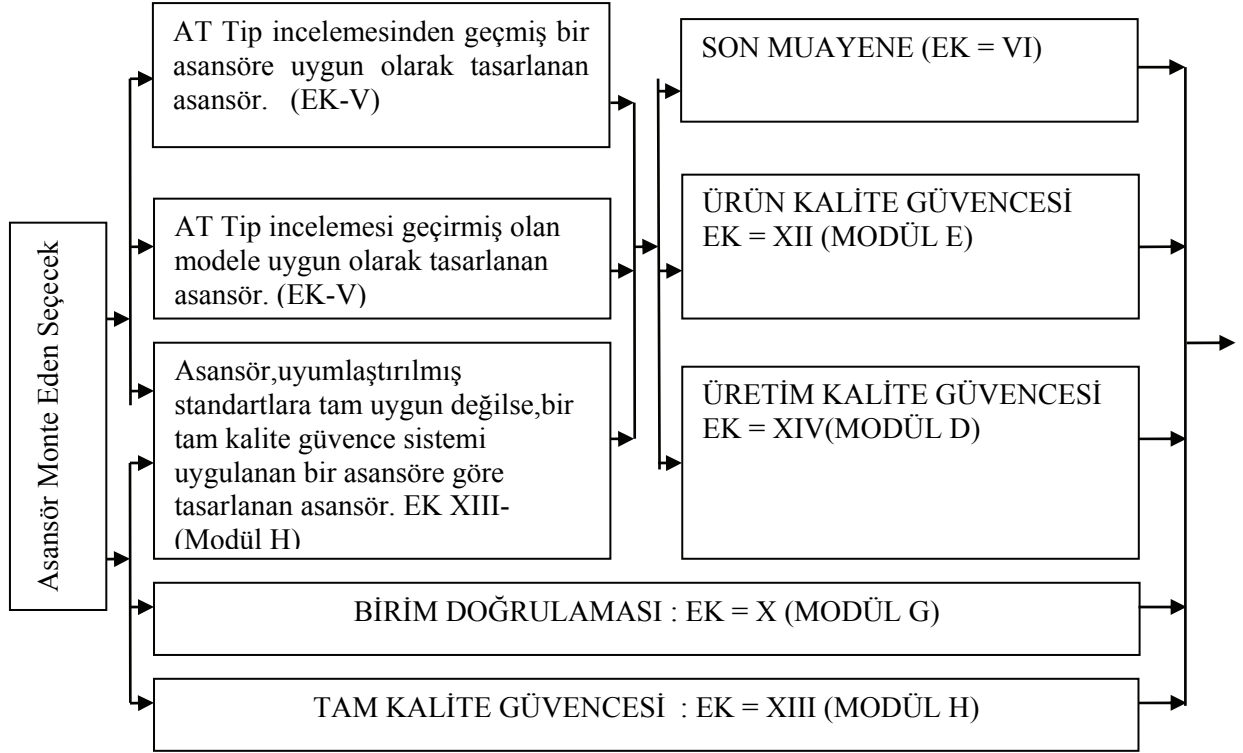 Asansör Monte Eden Seçecek
AT Tip incelemesinden geçmiş bir
asansöre uygun olarak tasarlanan
asansör. (EK-V)
AT Tip incelemesi geçirmiş olan
modele uygun olarak tasarlanan
asansör. (EK-V)
Asansör,uyumlaştırılmış
standartlara tam uygun değilse,bir
tam kalite güvence sistemi
uygulanan bir asansöre göre
tasarlanan asansör. EK XIII-
(Modül H)
SON MUAYENE (EK = VI)
ÜRÜN KALİTE GÜVENCESİ
EK = XII (MODÜL E)
ÜRETİM KALİTE GÜVENCESİ
EK = XIV(MODÜL D)
BİRİM DOĞRULAMASI : EK = X (MODÜL G)
TAM KALİTE GÜVENCESİ : EK = XIII (MODÜL H)